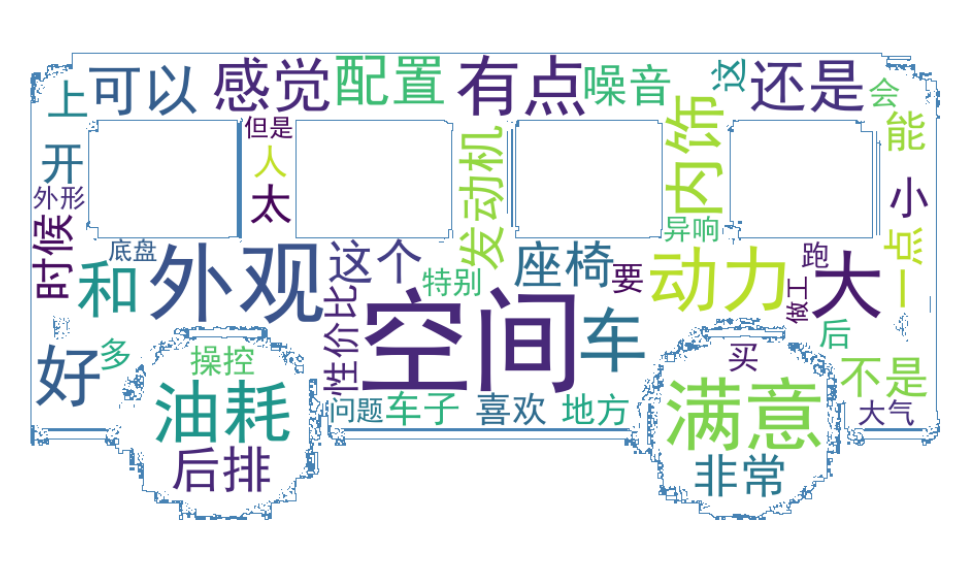 上
可以
感觉
配置
有点
噪音
这
还是
会
能
开
但是
人
太
发动机
内饰
小
外形
时候
底盘
异响
一点
和
外观
这个
特别
座椅
要
动力
跑
做工
大
好
多
性价比
空间
车
后
不是
操控
油耗
后排
问题
车子
喜欢
地方
买
满意
非常
大气